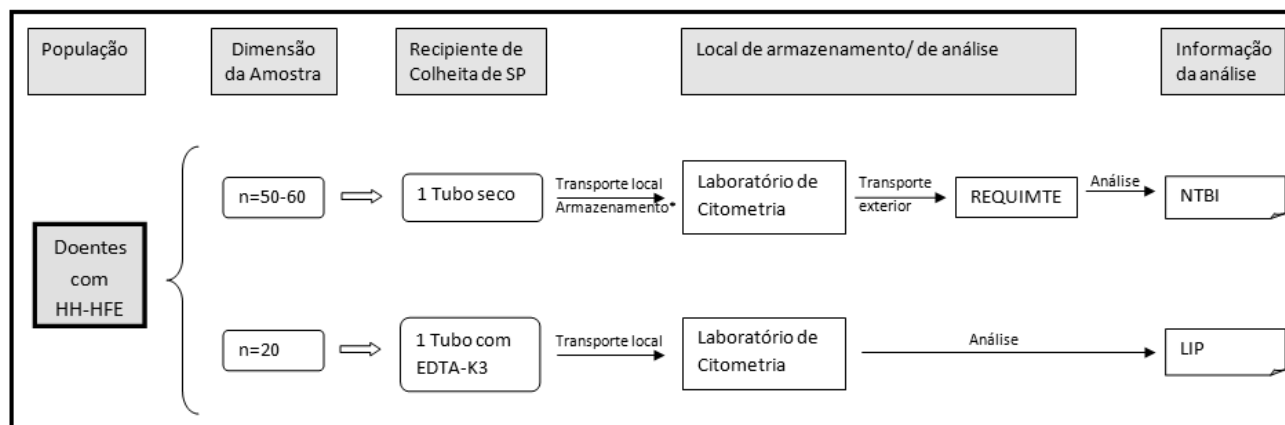 População
Dimensão
da Amostra
Recipiente de
Colheita de SP
Local de armazenamento/ de análise
Informação
da análise
Doentes
com
HH-HFE
n=50-60
1 Tubo seco
Transporte local
Armazenamento*
Laboratório de
Citometria
Transporte
exterior
REQUIMTE
Análise
NTBI
n=20
1 Tubo com
EDTA-K3
Transporte local
Laboratório de
Citometria
Análise
LIP